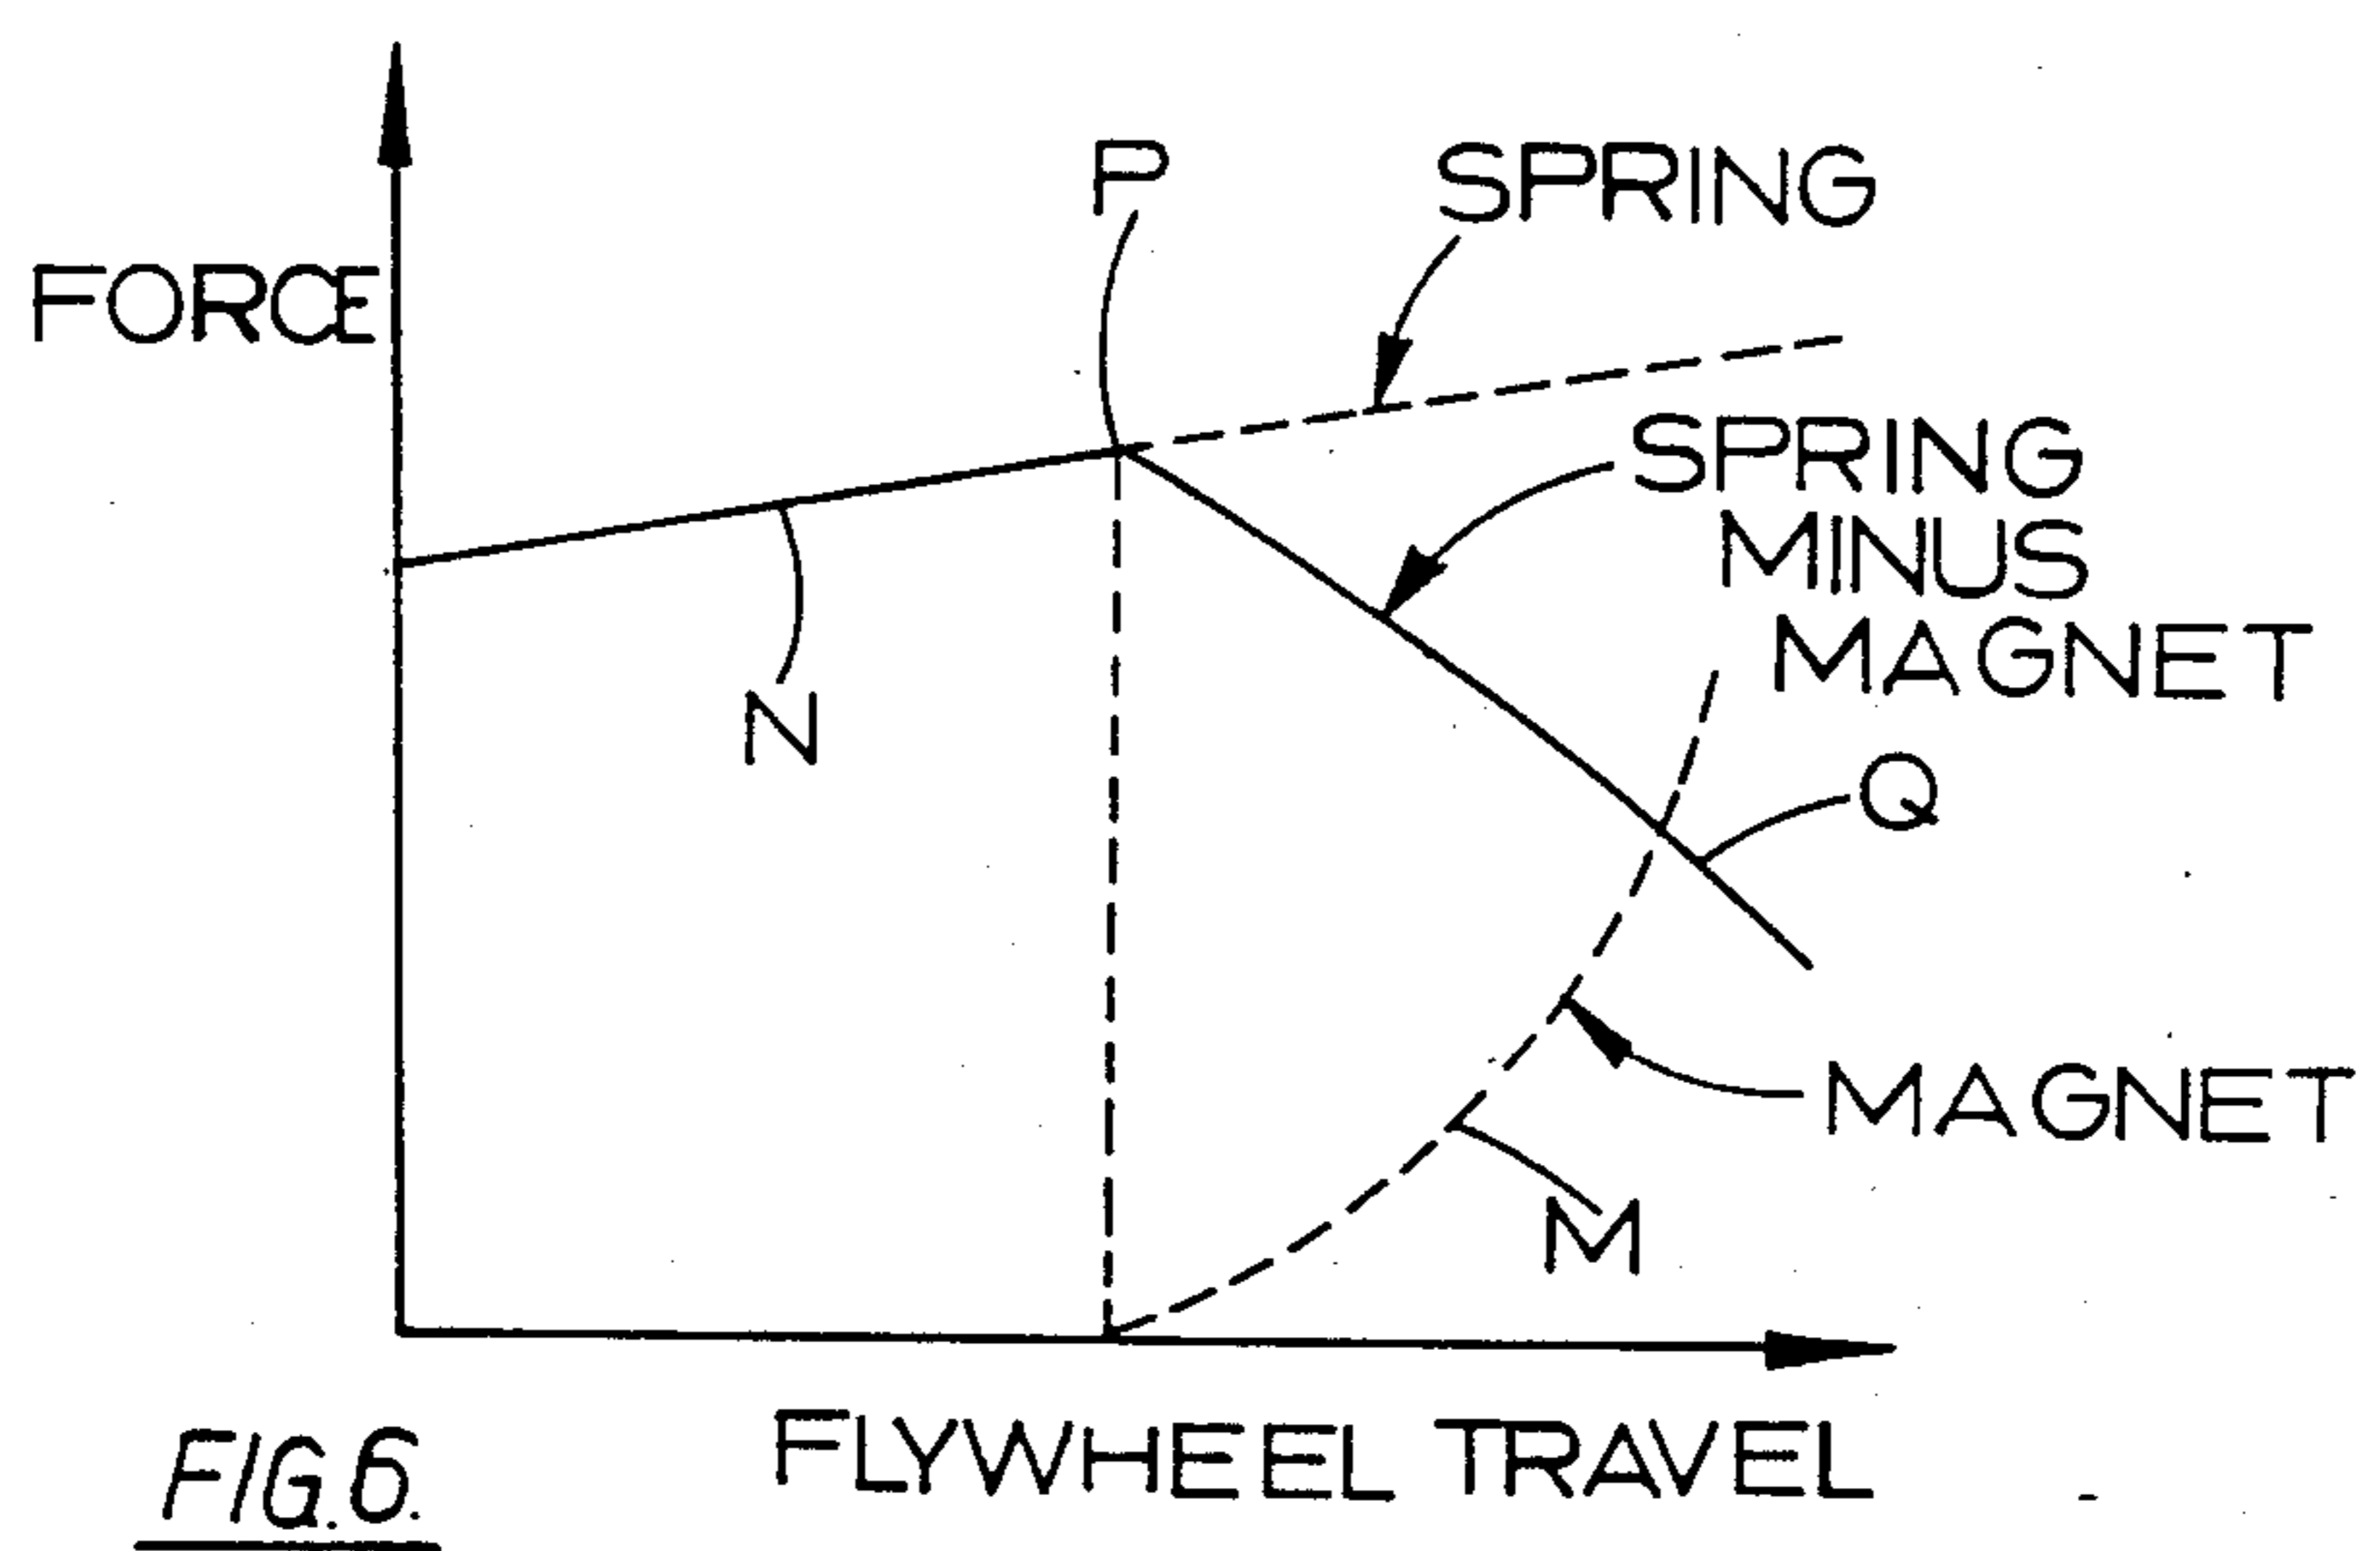 P
SPRING
FORCE
SPRING
MINUS
MAGNET
N
Q
MAGNET
M
FLYWHEEL TRAVEL
FIG.6.